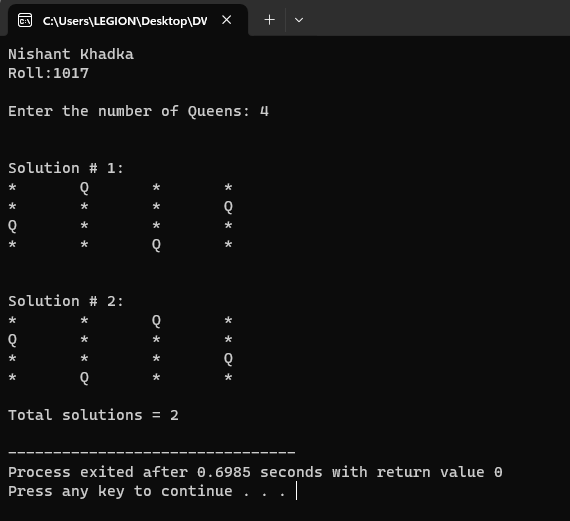 C:\Users\LEGION\Desktop\DW
Nishant Khadka
Roll:1017
Enter the number of Queens: 4
Solution # 1:
* Q * *
* * * Q
Q * * *
* * Q *
Solution # 2:
* * Q *
Q * * *
* * * Q
* Q * *
Total solutions = 2
--------------------------------
Process exited after 0.6985 seconds with return value 0
Press any key to continue . . .